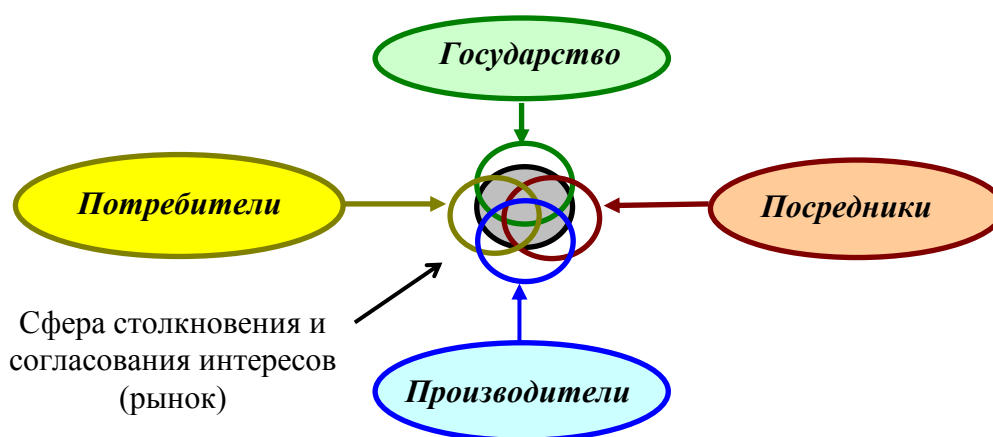 Государство
Потребители
Посредники
Сфера столкновения и
согласования интересов
(рынок)
Производители